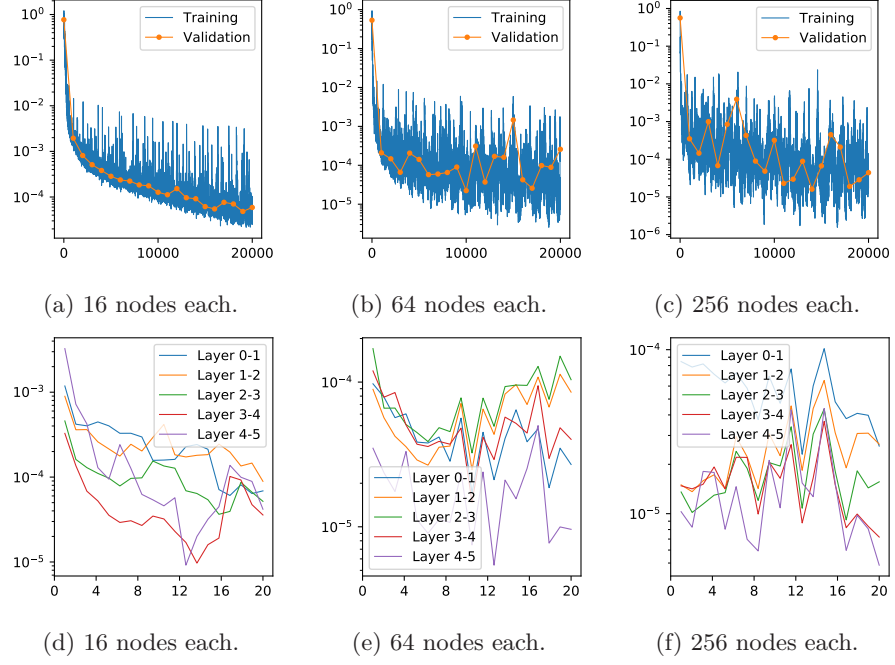 10⁰
10⁻¹
10⁻²
10⁻³
10⁻⁴
0 10000 20000
Training
Validation
(a) 16 nodes each.
10⁰
10⁻¹
10⁻²
10⁻³
10⁻⁴
10⁻⁵
0 10000 20000
Training
Validation
(b) 64 nodes each.
10⁰
10⁻¹
10⁻²
10⁻³
10⁻⁴
10⁻⁵
10⁻⁶
0 10000 20000
Training
Validation
(c) 256 nodes each.
10⁻³
10⁻⁴
10⁻⁵
0 4 8 12 16 20
Layer 0-1
Layer 1-2
Layer 2-3
Layer 3-4
Layer 4-5
(d) 16 nodes each.
10⁻⁴
10⁻⁵
0 4 8 12 16 20
Layer 0-1
Layer 1-2
Layer 2-3
Layer 3-4
Layer 4-5
(e) 64 nodes each.
10⁻⁴
10⁻⁵
0 4 8 12 16 20
Layer 0-1
Layer 1-2
Layer 2-3
Layer 3-4
Layer 4-5
(f) 256 nodes each.